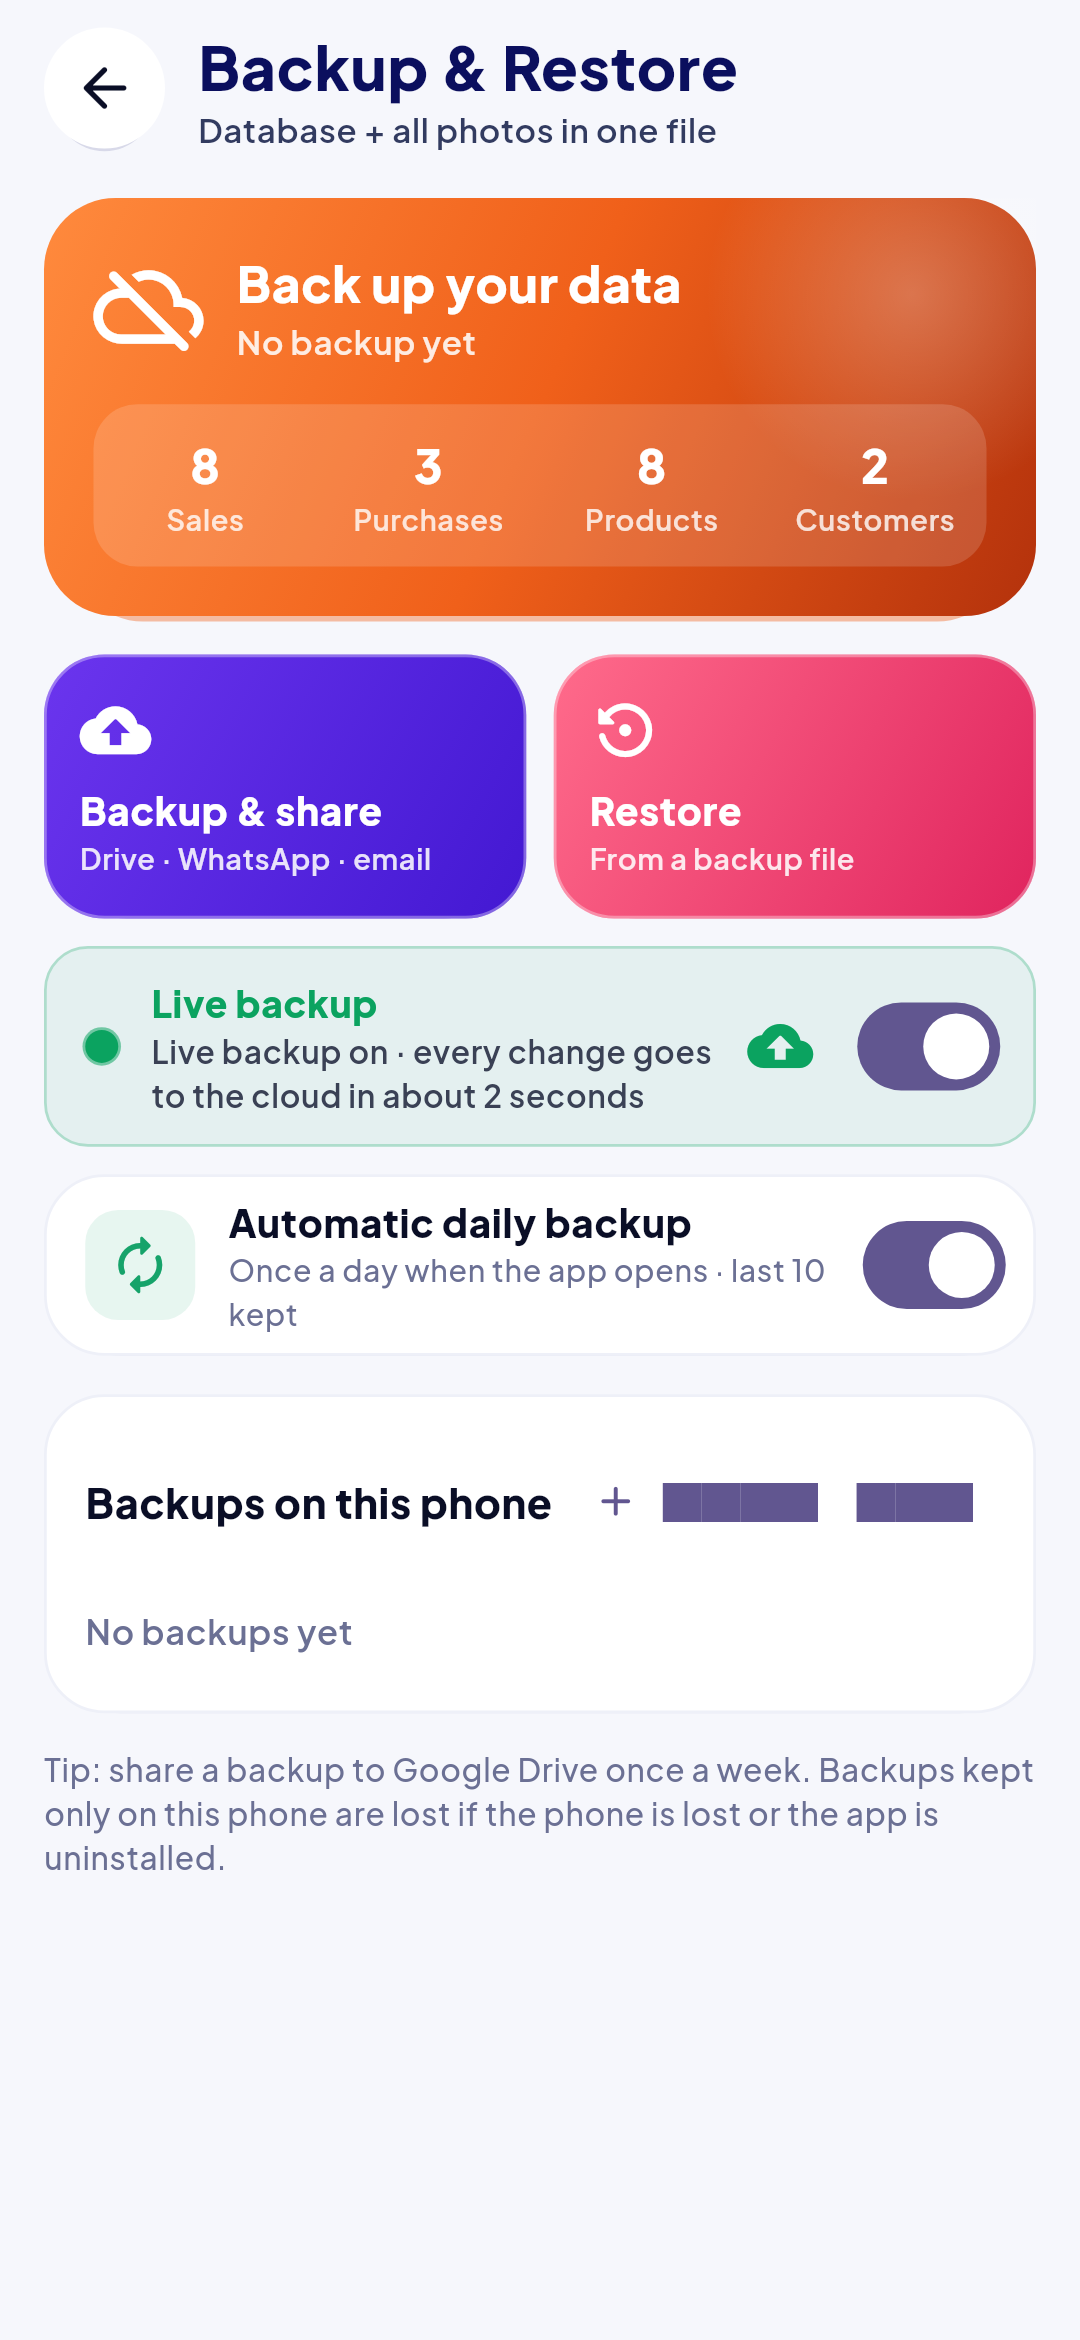 Backup & Restore
Database + all photos in one file
Back up your data
No backup yet
8
Sales
3
Purchases
8
Products
2
Customers
Backup & share
Drive · WhatsApp · email
Restore
From a backup file
Live backup
Live backup on · every change goes
to the cloud in about 2 seconds
Automatic daily backup
Once a day when the app opens · last 10
kept
Backups on this phone
+
No backups yet
Tip: share a backup to Google Drive once a week. Backups kept
only on this phone are lost if the phone is lost or the app is
uninstalled.